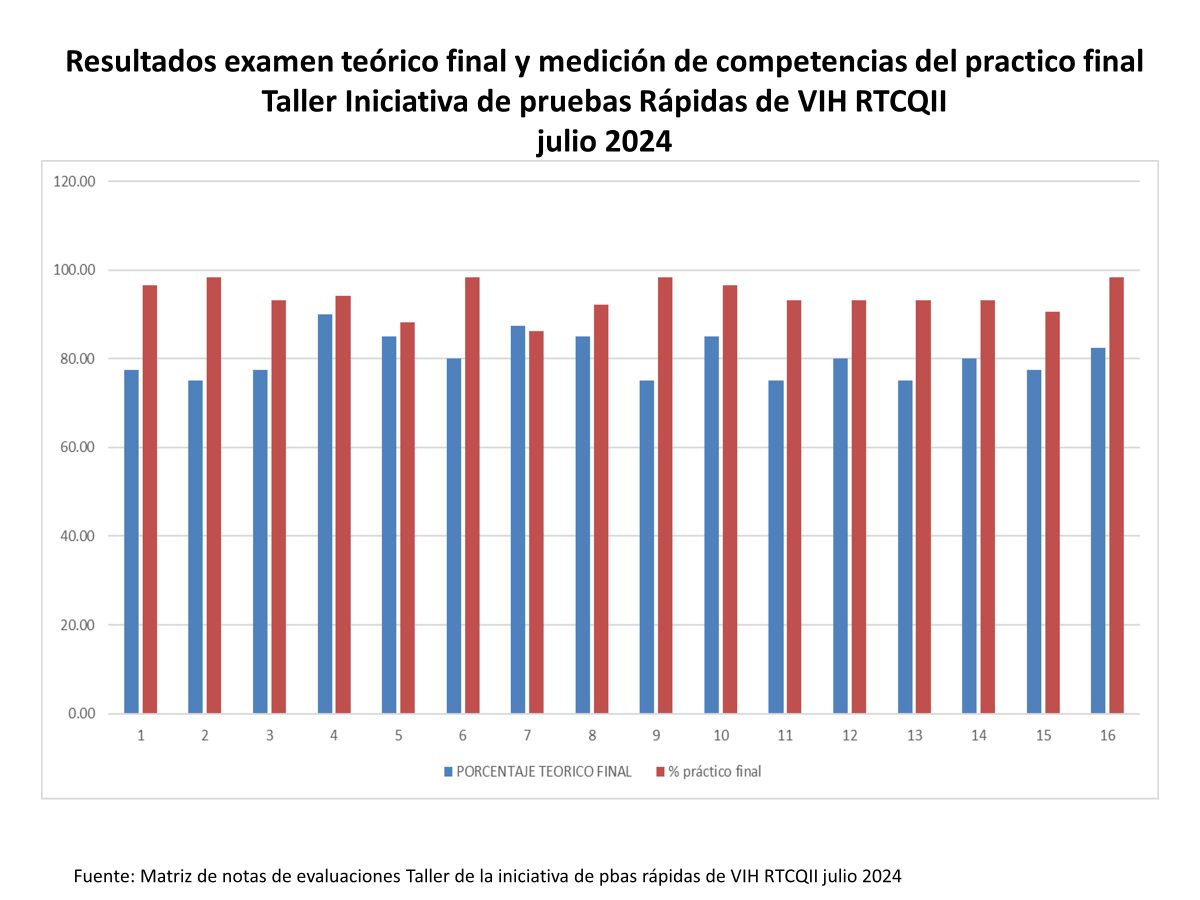 Resultados examen teórico final y medición de competencias del practico final
Taller Iniciativa de pruebas Rápidas de VIH RTCQII
julio 2024
120.00
100.00
80.00
60.00
40.00
20.00
0.00
1 2 3 4 5 6 7 8 9 10 11 12 13 14 15 16
PORCENTAJE TEORICO FINAL % práctico final
Fuente: Matriz de notas de evaluaciones Taller de la iniciativa de pbas rápidas de VIH RTCQII julio 2024